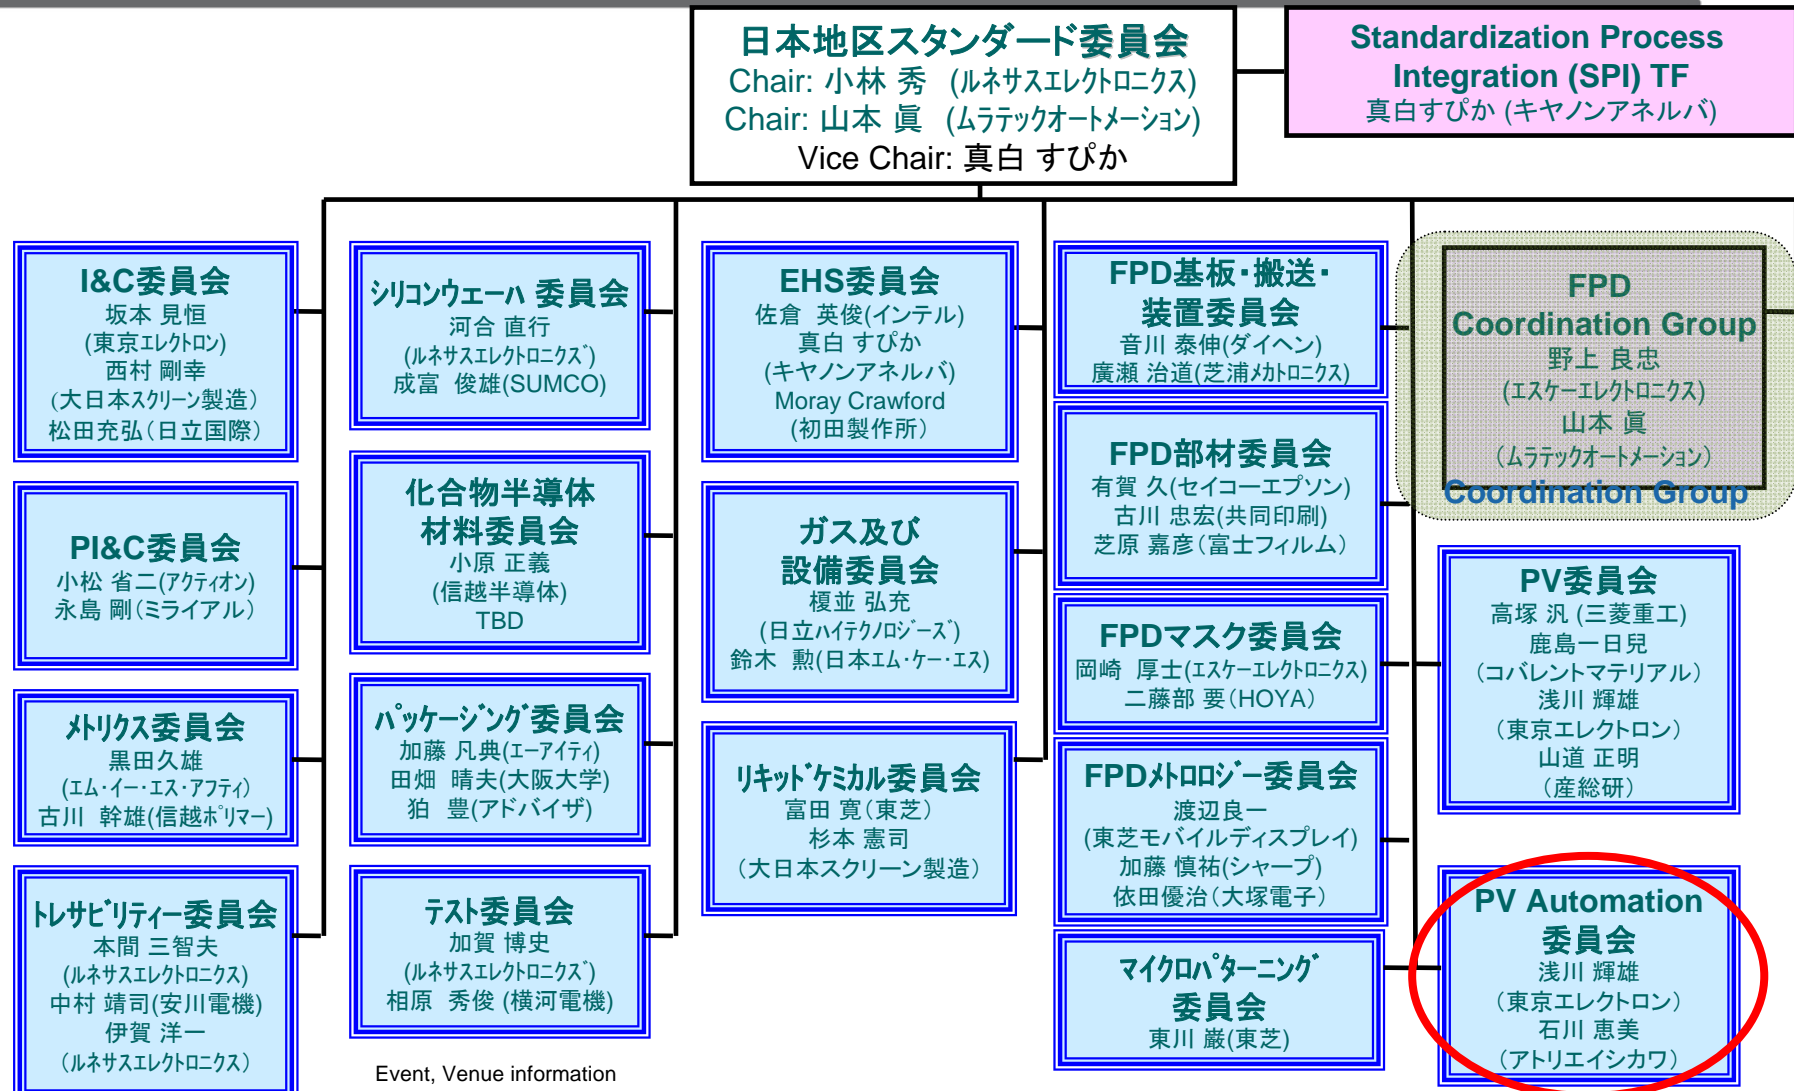 日本地区スタンダード委員会
Chair: 小林 秀 (ルネサスエレクトロニクス)
Chair: 山本 眞 (ムラテックオートメーション)
Vice Chair: 真白 すぴか
Standardization Process
Integration (SPI) TF
真白すぴか (キヤノンアネルバ)
I&C委員会
坂本 見恒
(東京エレクトロン)
西村 剛幸
(大日本スクリーン製造)
松田充弘(日立国際)
PI&C委員会
小松 省二(アクティオン)
永島 剛(ミライアル)
メトリクス委員会
黒田久雄
(エム・イー・エス・アフティ)
古川 幹雄(信越ポリマー)
トレサビリティー委員会
本間 三智夫
(ルネサスエレクトロニクス)
中村 靖司(安川電機)
伊賀 洋一
(ルネサスエレクトロニクス)
シリコンウエーハ 委員会
河合 直行
(ルネサスエレクトロニクズ)
成富 俊雄(SUMCO)
化合物半導体
材料委員会
小原 正義
(信越半導体)
TBD
パッケージング委員会
加藤 凡典(エーアイティ)
田畑 晴夫(大阪大学)
狛 豊(アドバイザ)
テスト委員会
加賀 博史
(ルネサスエレクトロニクズ)
相原 秀俊 (横河電機)
EHS委員会
佐倉 英俊(インテル)
真白 すぴか
(キヤノンアネルバ)
Moray Crawford
(初田製作所)
ガス及び
設備委員会
榎並 弘充
(日立ハイテクノロジーズ)
鈴木 勲(日本エム・ケー・エス)
リキッドケミカル委員会
富田 寛(東芝)
杉本 憲司
(大日本スクリーン製造)
FPD基板・搬送・
装置委員会
音川 泰伸(ダイヘン)
廣瀬 治道(芝浦メカトロニクス)
FPD部材委員会
有賀 久(セイコーエプソン)
古川 忠宏(共同印刷)
芝原 嘉彦(富士フィルム)
FPDマスク委員会
岡崎 厚士(エスケーエレクトロニクス)
二藤部 要(HOYA)
FPDメトロロジー委員会
渡辺良一
(東芝モバイルディスプレイ)
加藤 慎祐(シャープ)
依田優治(大塚電子)
マイクロパターニング
委員会
東川 巌(東芝)
FPD
Coordination Group
野上 良忠
(エスケーエレクトロニクス)
山本 眞
(ムラテックオートメーション)
Coordination Group
PV委員会
高塚 汎 (三菱重工)
鹿島一日兒
(コバレントマテリアル)
浅川 輝雄
(東京エレクトロン)
山道 正明
(産総研)
PV Automation
委員会
浅川 輝雄
(東京エレクトロン)
石川 恵美
(アトリエイシカワ)
Event, Venue information